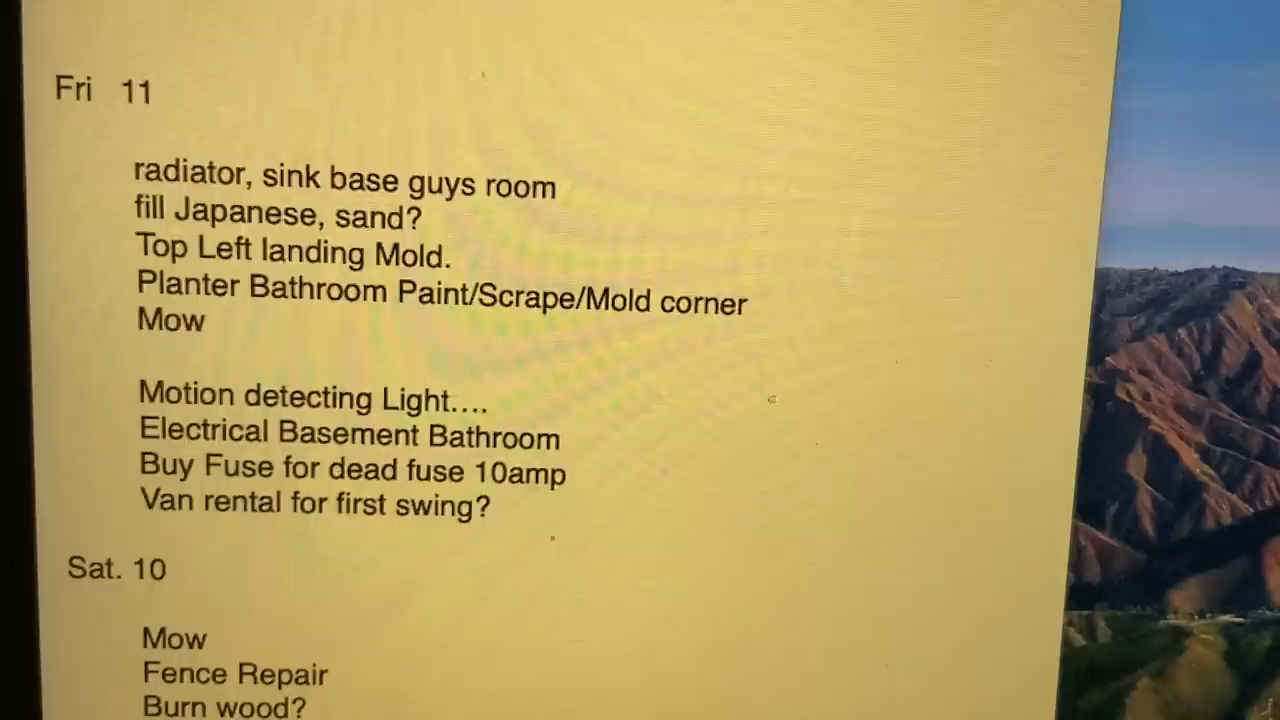 Fri 11
radiator, sink base guys room
fill Japanese, sand?
Top Left landing Mold.
Planter Bathroom Paint/Scrape/Mold corner
Mow
Motion detecting Light....
Electrical Basement Bathroom
Buy Fuse for dead fuse 10amp
Van rental for first swing?
Sat. 10
Mow
Fence Repair
Burn wood?